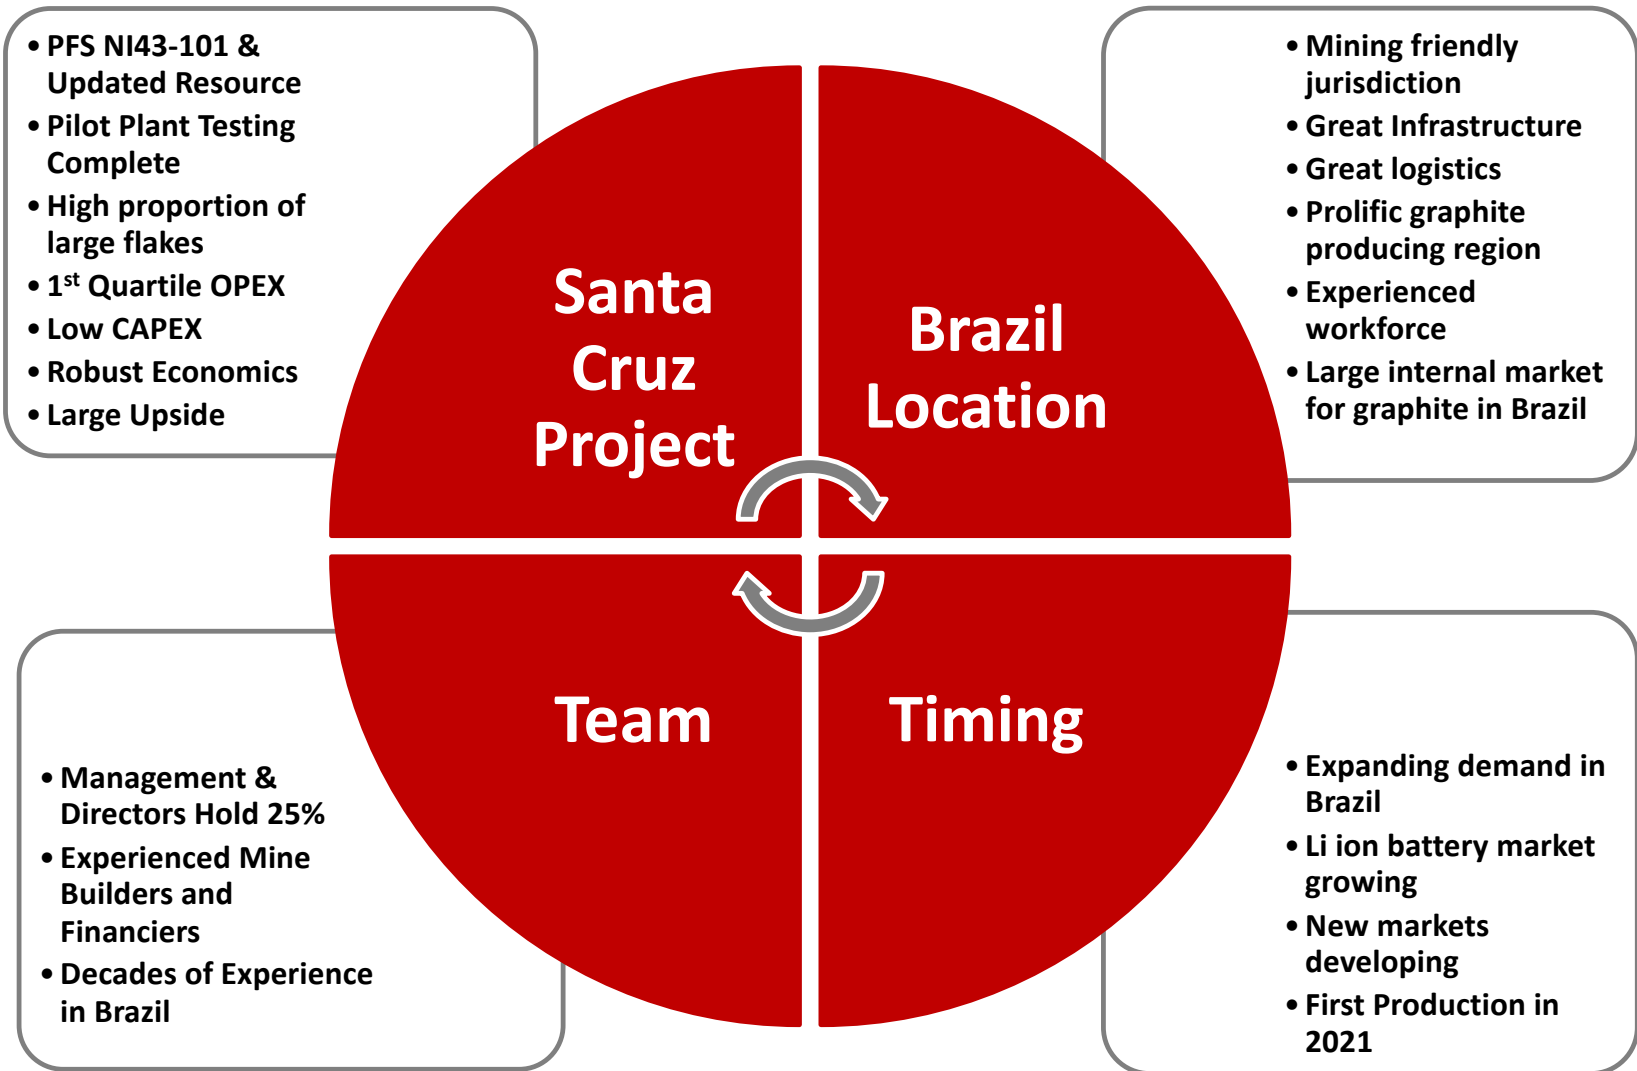 • PFS NI43-101 &
Updated Resource
• Pilot Plant Testing
Complete
• High proportion of
large flakes
• 1st Quartile OPEX
• Low CAPEX
• Robust Economics
• Large Upside
Santa
Cruz
Project
Brazil
Location
• Mining friendly
jurisdiction
• Great Infrastructure
• Great logistics
• Prolific graphite
producing region
• Experienced
workforce
• Large internal market
for graphite in Brazil
Team
• Management &
Directors Hold 25%
• Experienced Mine
Builders and
Financiers
• Decades of Experience
in Brazil
Timing
• Expanding demand in
Brazil
• Li ion battery market
growing
• New markets
developing
• First Production in
2021